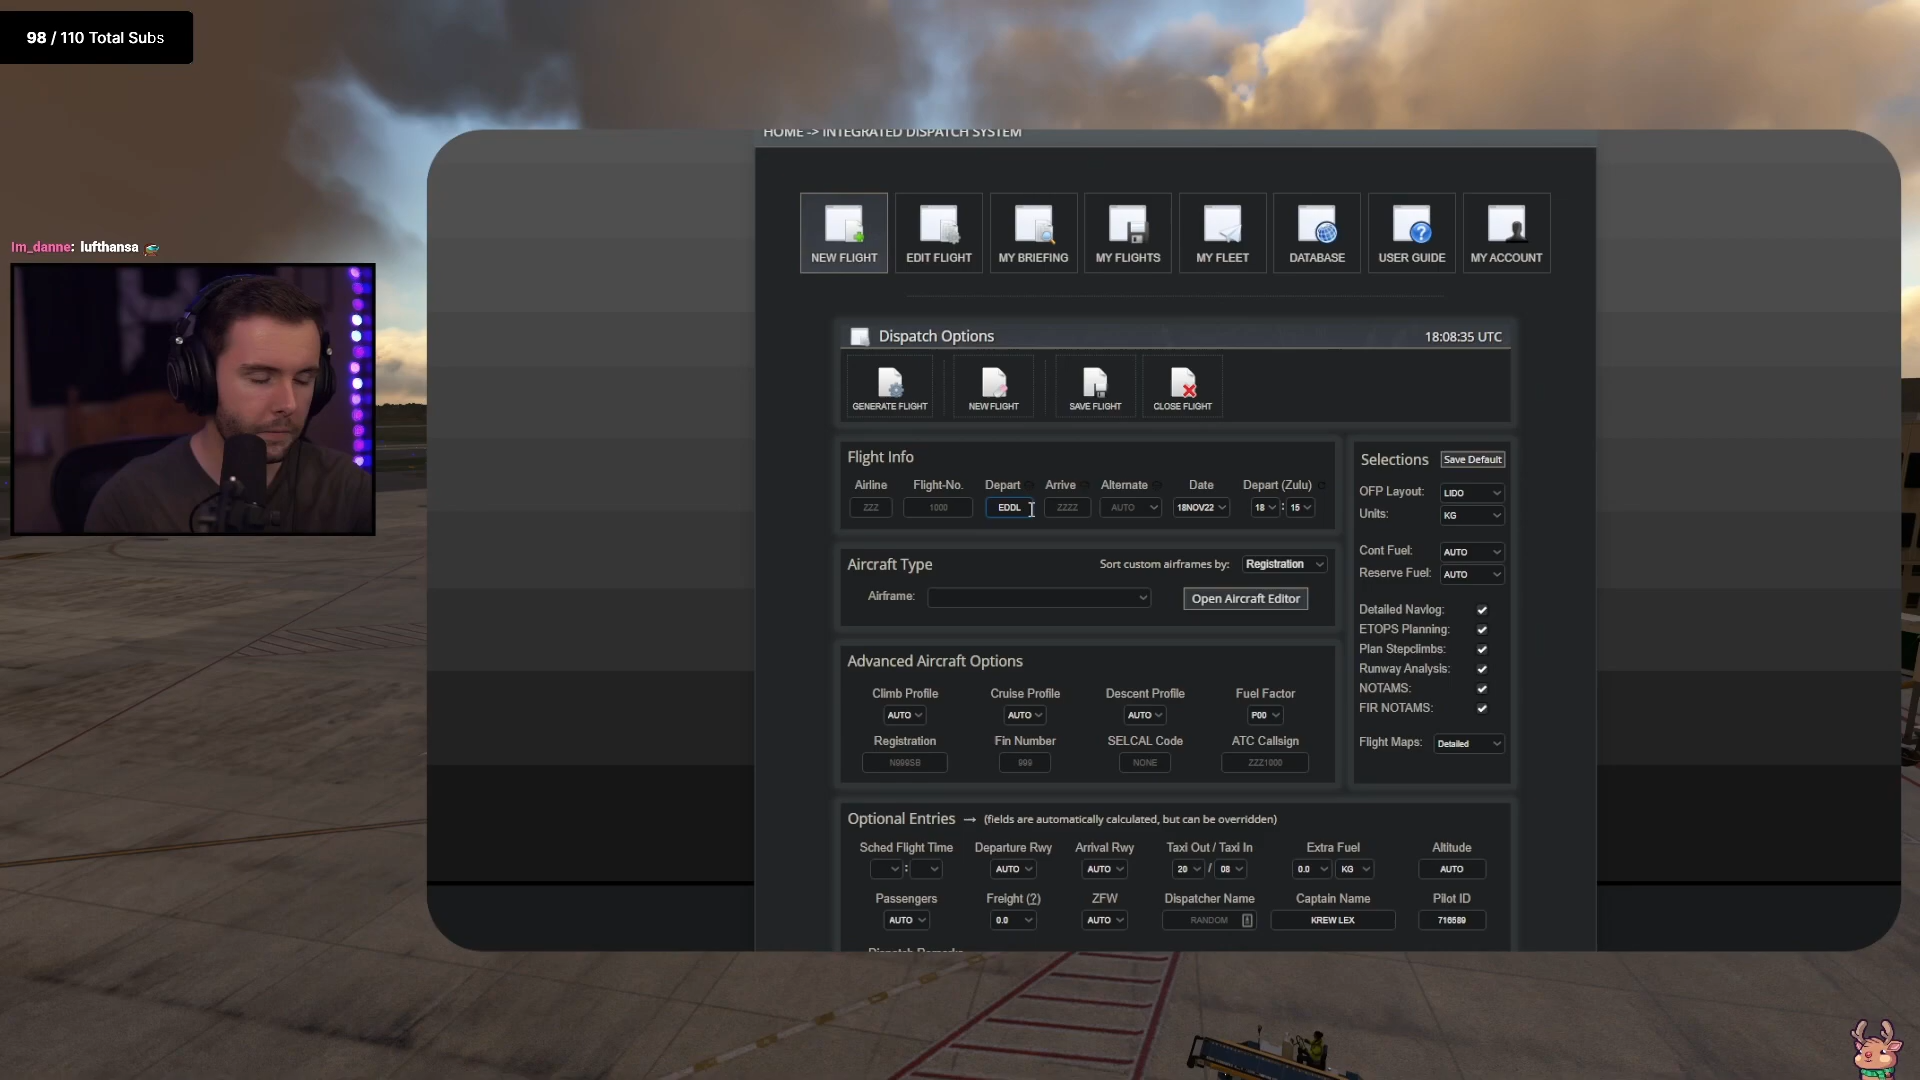 98 / 110 Total Subs
Im_danne: lufthansa
HOME -> INTEGRATED DISPATCH SYSTEM
NEW FLIGHT
EDIT FLIGHT
MY BRIEFING
MY FLIGHTS
MY FLEET
DATABASE
USER GUIDE
MY ACCOUNT
Dispatch Options
18:08:35 UTC
GENERATE FLIGHT
NEW FLIGHT
SAVE FLIGHT
CLOSE FLIGHT
Flight Info
Airline Flight-No. Depart Arrive Alternate Date Depart (Zulu)
ZZZ 1000 EDDL ZZZZ AUTO 18NOV22 18 : 15
Selections Save Default
OFP Layout: LIDO
Units: KG
Cont Fuel: AUTO
Reserve Fuel: AUTO
Detailed Navlog:
ETOPS Planning:
Plan Stepclimbs:
Runway Analysis:
NOTAMS:
FIR NOTAMS:
Flight Maps: Detailed
Aircraft Type
Sort custom airframes by: Registration
Airframe:
Open Aircraft Editor
Advanced Aircraft Options
Climb Profile Cruise Profile Descent Profile Fuel Factor
AUTO AUTO AUTO P00
Registration Fin Number SELCAL Code ATC Callsign
N999SB 999 NONE ZZZ1000
Optional Entries → (fields are automatically calculated, but can be overridden)
Sched Flight Time Departure Rwy Arrival Rwy Taxi Out / Taxi In Extra Fuel Altitude
: AUTO AUTO 20 / 08 0.0 KG AUTO
Passengers Freight (?) ZFW Dispatcher Name Captain Name Pilot ID
AUTO 0.0 AUTO RANDOM KREW LEX 716589
Dispatch Remarks